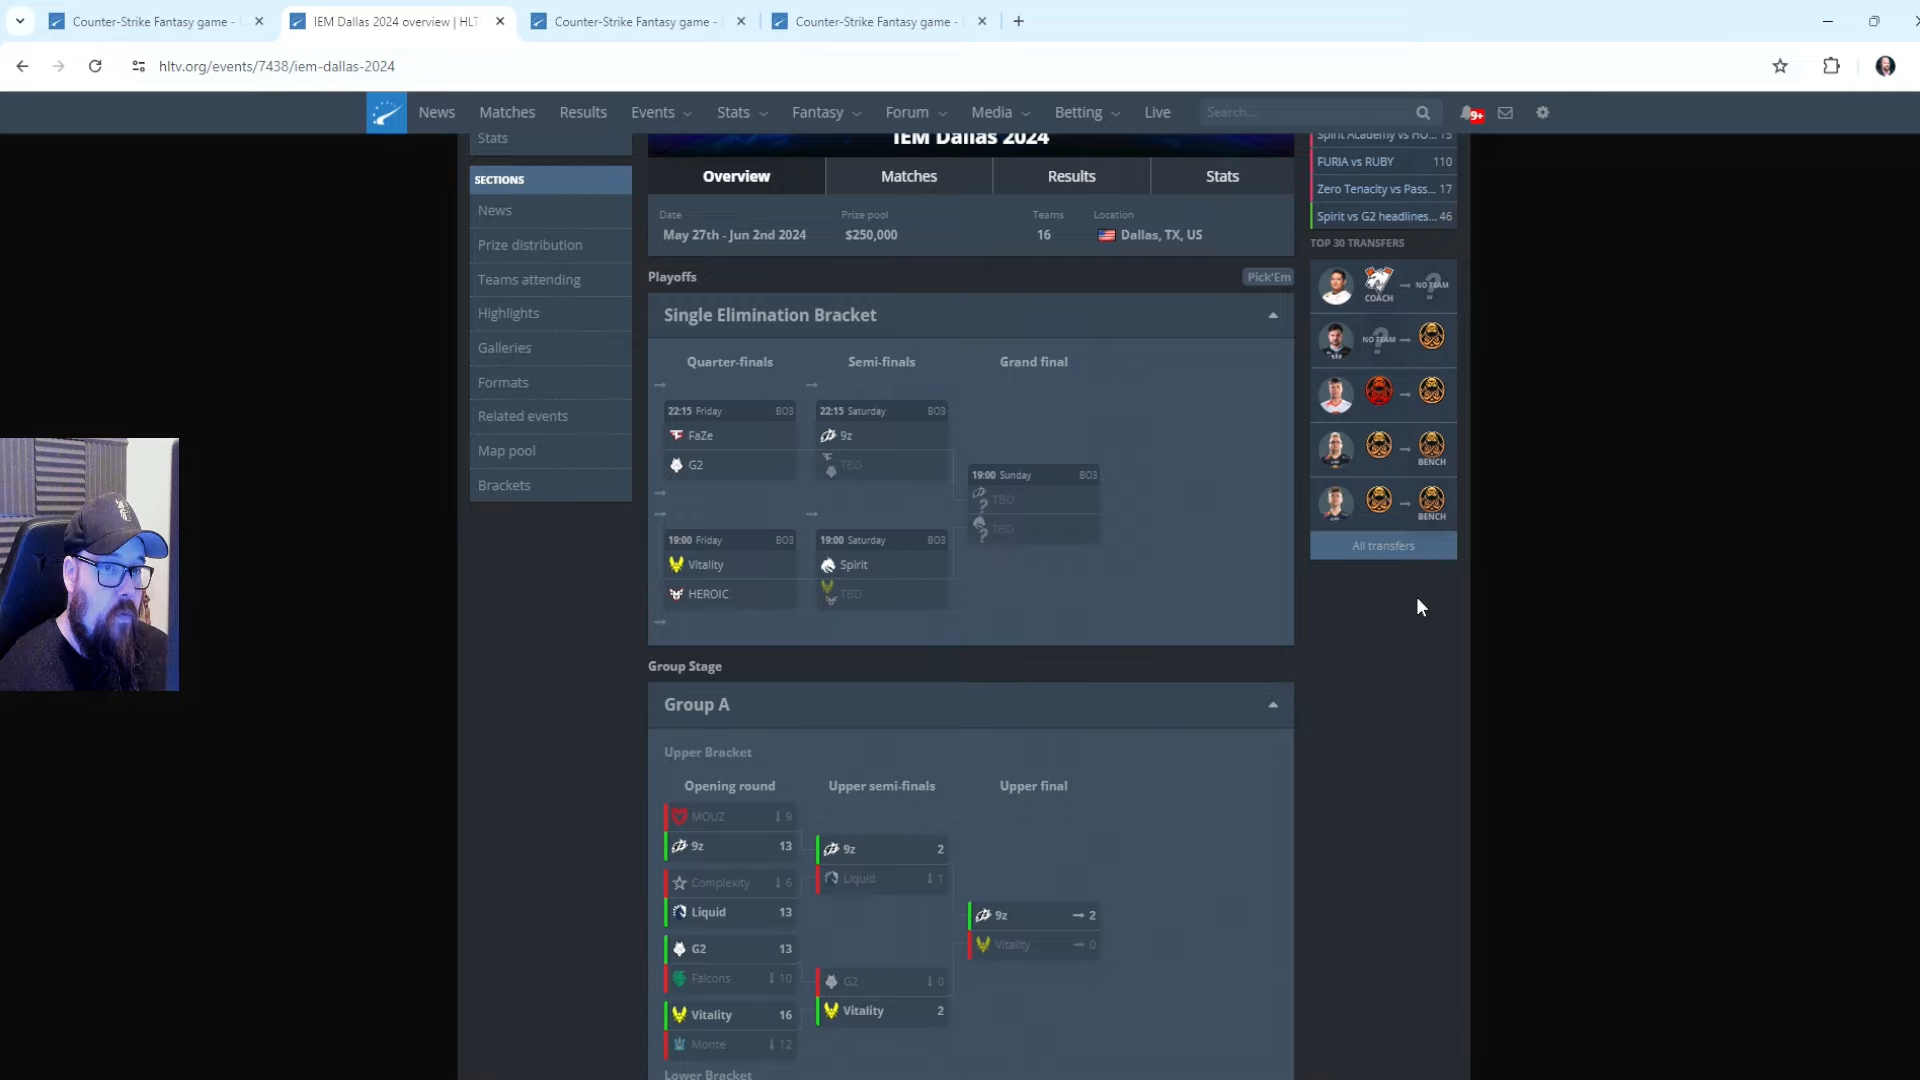 Counter-Strike Fantasy game -
IEM Dallas 2024 overview | HLT
Counter-Strike Fantasy game -
Counter-Strike Fantasy game -
hltv.org/events/7438/iem-dallas-2024
News
Matches
Results
Events
Stats
Fantasy
Forum
Media
Betting
Live
Search...
9+
Stats
SECTIONS
News
Prize distribution
Teams attending
Highlights
Galleries
Formats
Related events
Map pool
Brackets
IEM Dallas 2024
Overview
Matches
Results
Stats
Date
Prize pool
Teams
Location
May 27th - Jun 2nd 2024
$250,000
16
Dallas, TX, US
Playoffs
Pick'Em
Single Elimination Bracket
Quarter-finals
Semi-finals
Grand final
22:15 Friday BO3
FaZe
G2
22:15 Saturday BO3
9z
TBD
19:00 Sunday BO3
TBD
TBD
19:00 Friday BO3
Vitality
HEROIC
19:00 Saturday BO3
Spirit
TBD
Group Stage
Group A
Upper Bracket
Opening round
Upper semi-finals
Upper final
MOUZ 9
9z 13
Complexity 6
Liquid 13
G2 13
Falcons 10
Vitality 16
Monte 12
9z 2
Liquid 1
G2 0
Vitality 2
9z 2
Vitality 0
Lower Bracket
Spirit Academy vs HO... 15
FURIA vs RUBY 110
Zero Tenacity vs Pass... 17
Spirit vs G2 headlines... 46
TOP 30 TRANSFERS
COACH
NO TEAM
NO TEAM
BENCH
BENCH
All transfers